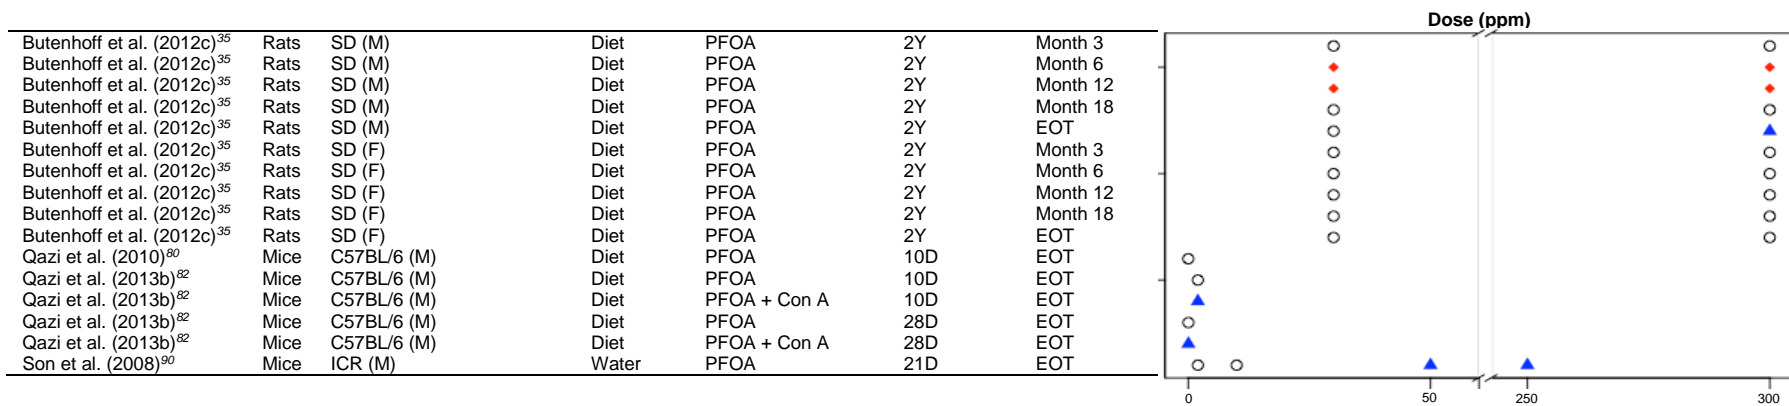 Dose (ppm)
Butenhoff et al. (2012c)35 Rats SD (M) Diet PFOA 2Y Month 3
Butenhoff et al. (2012c)35 Rats SD (M) Diet PFOA 2Y Month 6
Butenhoff et al. (2012c)35 Rats SD (M) Diet PFOA 2Y Month 12
Butenhoff et al. (2012c)35 Rats SD (M) Diet PFOA 2Y Month 18
Butenhoff et al. (2012c)35 Rats SD (M) Diet PFOA 2Y EOT
Butenhoff et al. (2012c)35 Rats SD (F) Diet PFOA 2Y Month 3
Butenhoff et al. (2012c)35 Rats SD (F) Diet PFOA 2Y Month 6
Butenhoff et al. (2012c)35 Rats SD (F) Diet PFOA 2Y Month 12
Butenhoff et al. (2012c)35 Rats SD (F) Diet PFOA 2Y Month 18
Butenhoff et al. (2012c)35 Rats SD (F) Diet PFOA 2Y EOT
Qazi et al. (2010)80 Mice C57BL/6 (M) Diet PFOA 10D EOT
Qazi et al. (2013b)82 Mice C57BL/6 (M) Diet PFOA 10D EOT
Qazi et al. (2013b)82 Mice C57BL/6 (M) Diet PFOA + Con A 10D EOT
Qazi et al. (2013b)82 Mice C57BL/6 (M) Diet PFOA 28D EOT
Qazi et al. (2013b)82 Mice C57BL/6 (M) Diet PFOA + Con A 28D EOT
Son et al. (2008)90 Mice ICR (M) Water PFOA 21D EOT
0 50 250 300